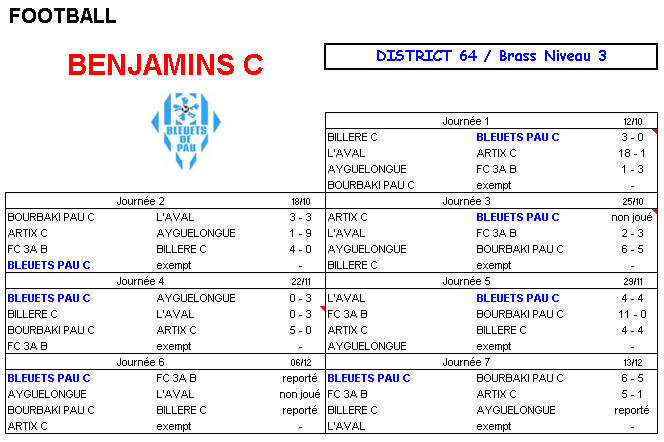 FOOTBALL
BENJAMINS C
DISTRICT 64 / Brass Niveau 3
BLEUETS
DE
PAU
Journée 1 12/10
BILLERE C BLEUETS PAU C 3 - 0
L'AVAL ARTIX C 18 - 1
AYGUELONGUE FC 3A B 1 - 3
BOURBAKI PAU C exempt -
Journée 2 18/10
BOURBAKI PAU C L'AVAL 3 - 3
ARTIX C AYGUELONGUE 1 - 9
FC 3A B BILLERE C 4 - 0
BLEUETS PAU C exempt -
Journée 3 25/10
ARTIX C BLEUETS PAU C non joué
L'AVAL FC 3A B 2 - 3
AYGUELONGUE BOURBAKI PAU C 6 - 5
BILLERE C exempt -
Journée 4 22/11
BLEUETS PAU C AYGUELONGUE 0 - 3
BILLERE C L'AVAL 0 - 3
BOURBAKI PAU C ARTIX C 5 - 0
FC 3A B exempt -
Journée 5 29/11
L'AVAL BLEUETS PAU C 4 - 4
FC 3A B BOURBAKI PAU C 11 - 0
ARTIX C BILLERE C 4 - 4
AYGUELONGUE exempt -
Journée 6 06/12
BLEUETS PAU C FC 3A B reporté
AYGUELONGUE L'AVAL non joué
BOURBAKI PAU C BILLERE C reporté
ARTIX C exempt -
Journée 7 13/12
BLEUETS PAU C BOURBAKI PAU C 6 - 5
FC 3A B ARTIX C 5 - 1
BILLERE C AYGUELONGUE reporté
L'AVAL exempt -